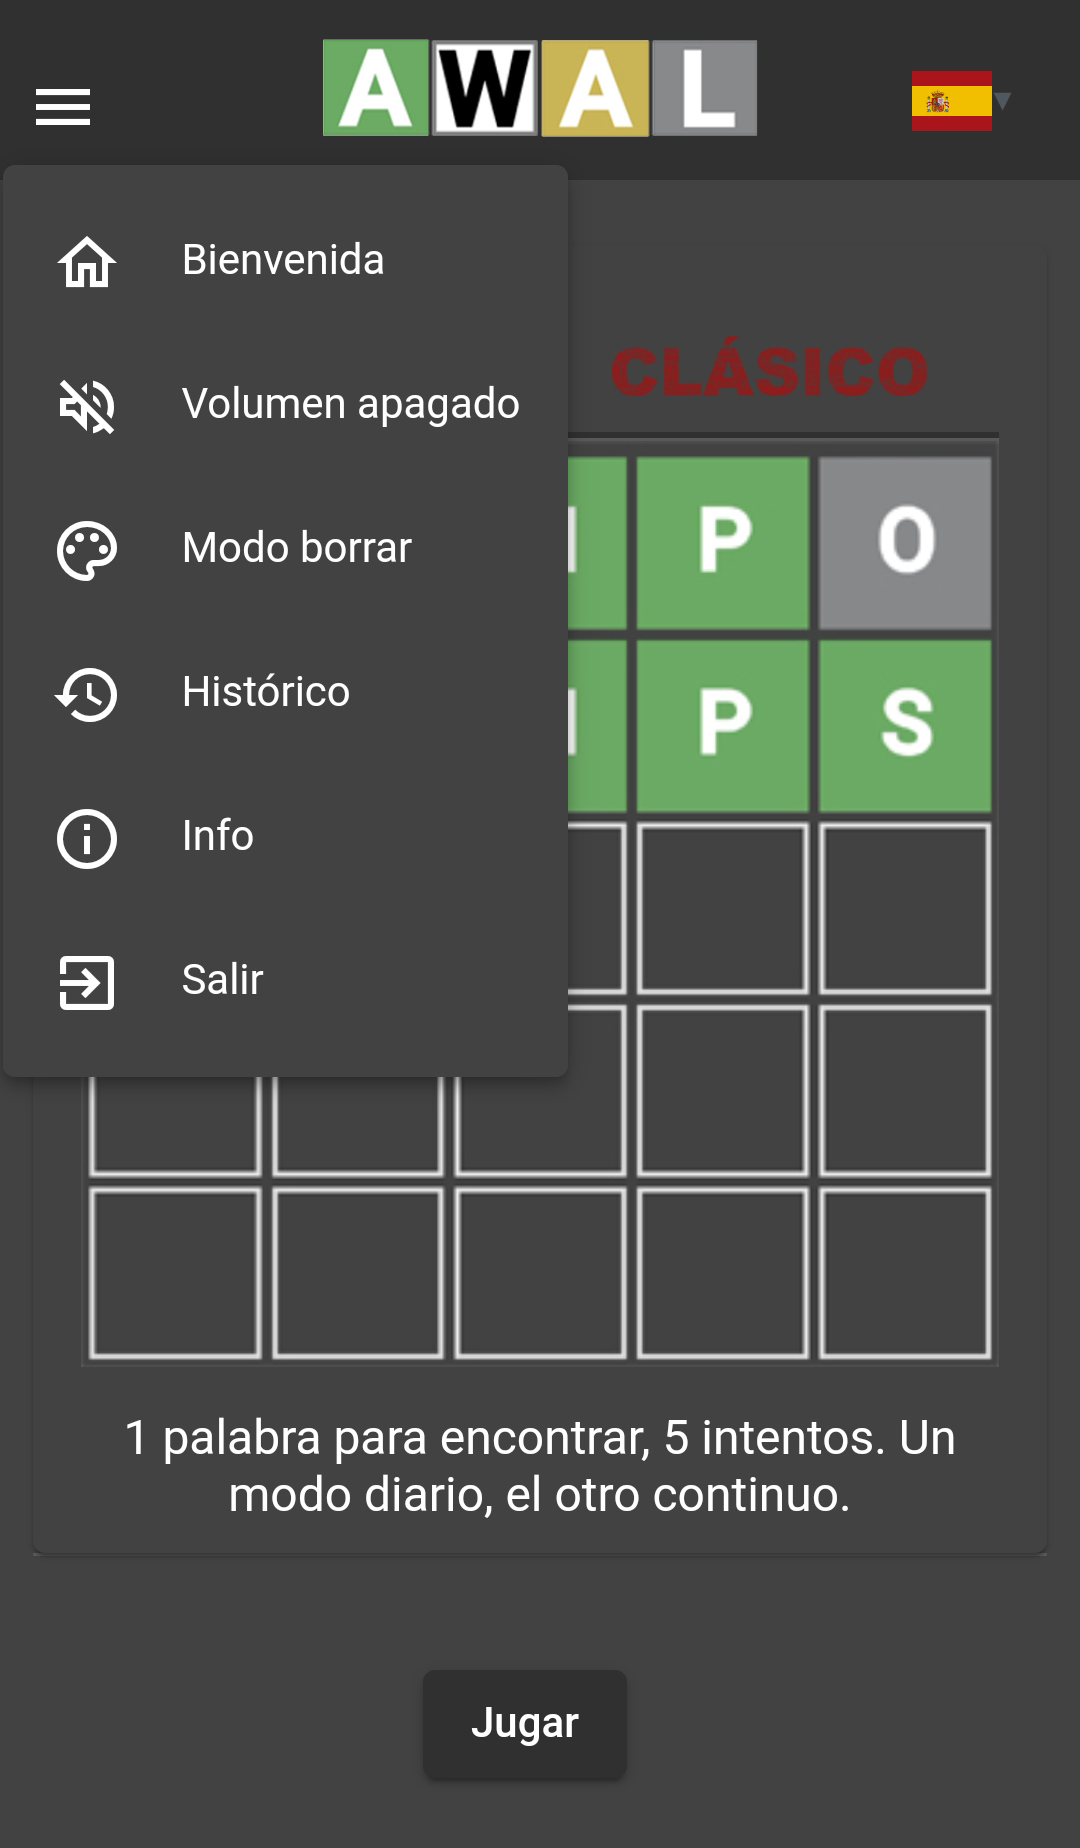 AWAL
Bienvenida
Volumen apagado
Modo borrar
Histórico
Info
Salir
CLÁSICO
P O
P S
1 palabra para encontrar, 5 intentos. Un
modo diario, el otro continuo.
Jugar